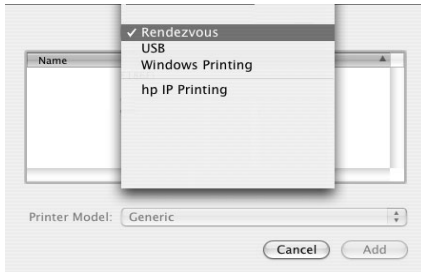 ✓ Rendezvous
USB
Windows Printing
Name
hp IP Printing
Printer Model: Generic
Cancel Add